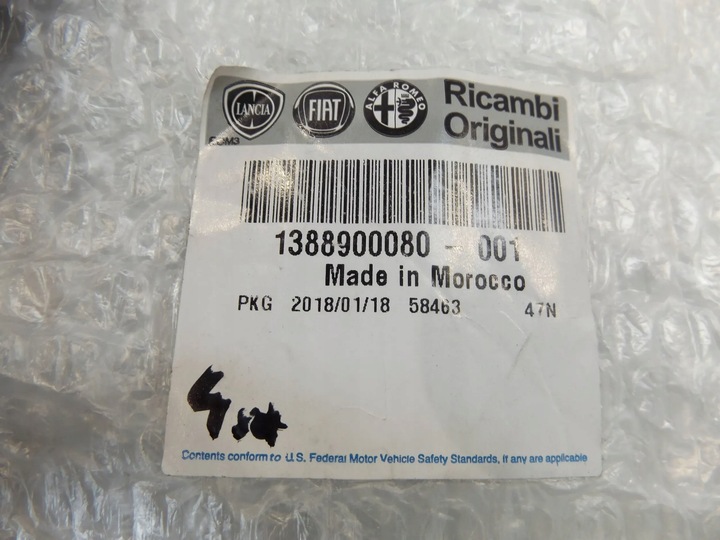 LANCIA
FIAT
ALFA ROMEO
Ricambi
Originali
1388900080 - 001
Made in Morocco
PKG 2018/01/18 58463 47N
Contents conform to U.S. Federal Motor Vehicle Safety Standards, If any are applicable